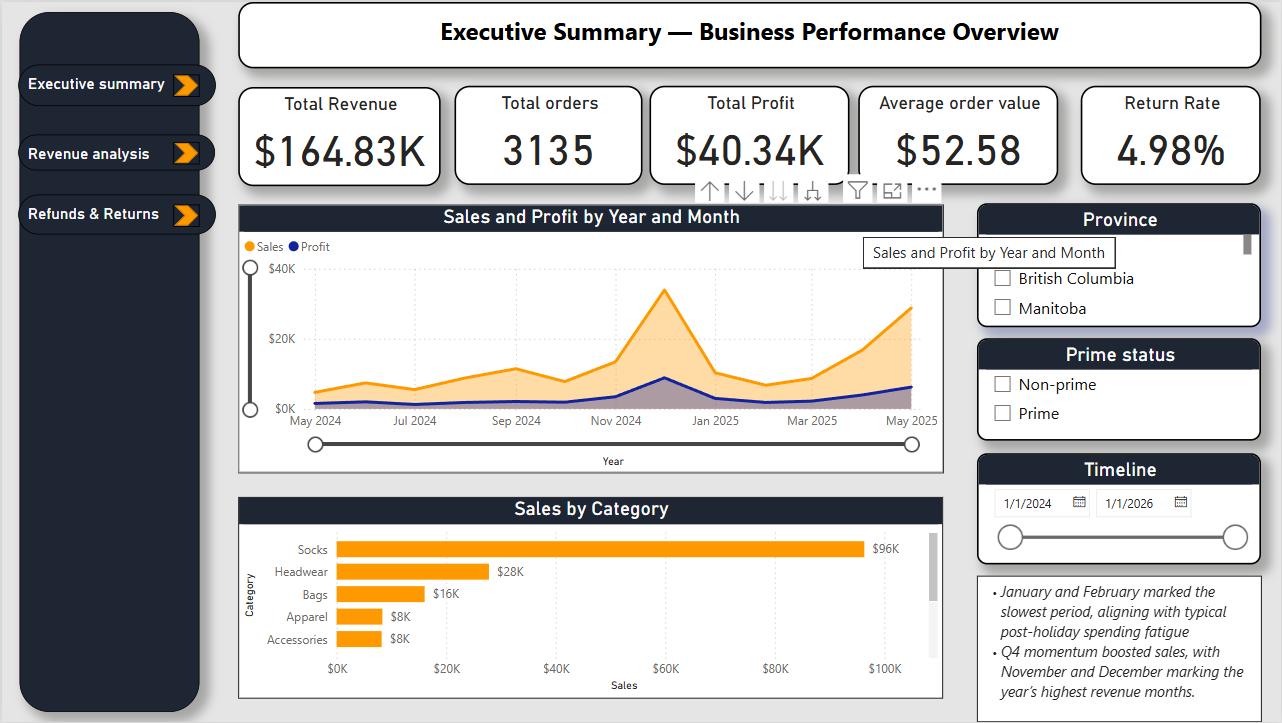 Executive Summary — Business Performance Overview
Executive summary
Revenue analysis
Refunds & Returns
Total Revenue
$164.83K
Total orders
3135
Total Profit
$40.34K
Average order value
$52.58
Return Rate
4.98%
Sales and Profit by Year and Month
Sales Profit
Sales and Profit by Year and Month
$40K
$20K
$0K
May 2024 Jul 2024 Sep 2024 Nov 2024 Jan 2025 Mar 2025 May 2025
Year
Sales by Category
Category
Socks $96K
Headwear $28K
Bags $16K
Apparel $8K
Accessories $8K
$0K $20K $40K $60K $80K $100K
Sales
Province
British Columbia
Manitoba
Prime status
Non-prime
Prime
Timeline
1/1/2024 1/1/2026
• January and February marked the
slowest period, aligning with typical
post-holiday spending fatigue
• Q4 momentum boosted sales, with
November and December marking the
year's highest revenue months.